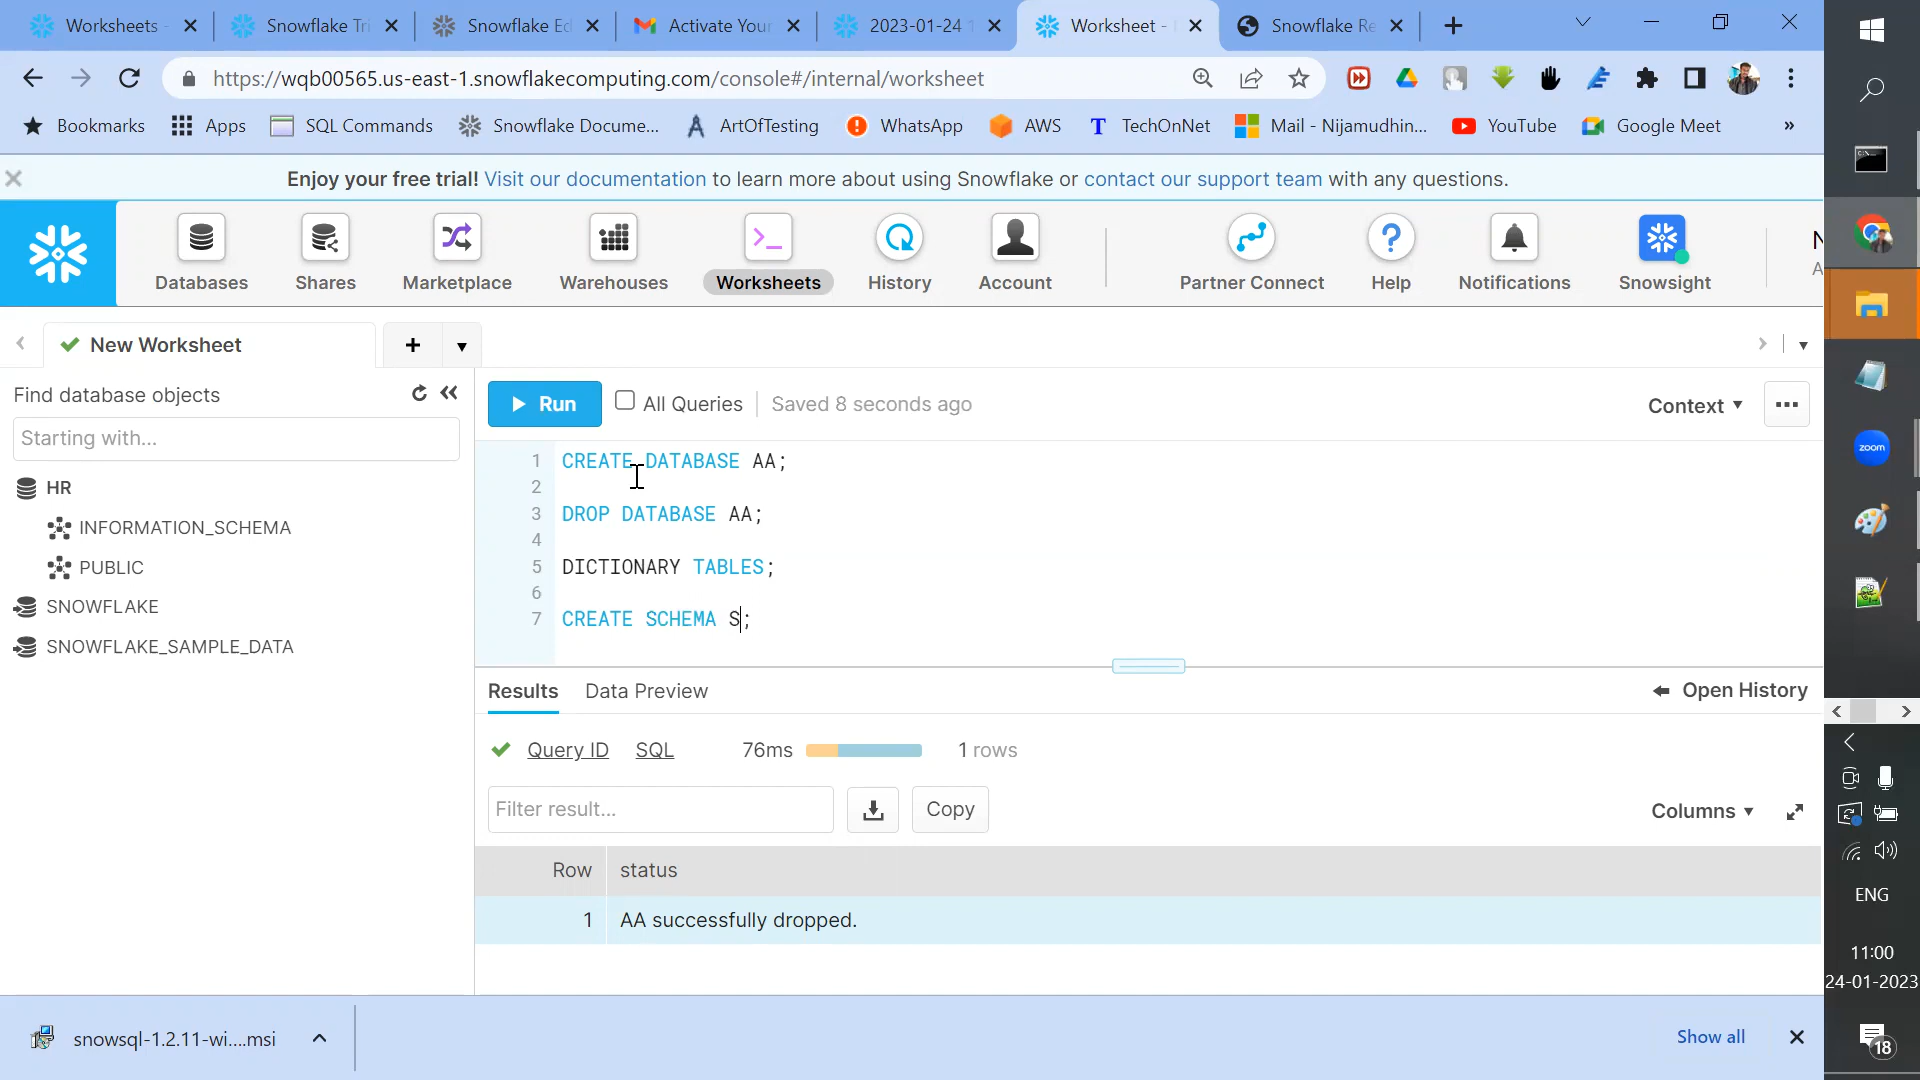 Worksheets -
Snowflake Tri
Snowflake Ed
Activate Your
2023-01-24 1
Worksheet - f
Snowflake Re
https://wqb00565.us-east-1.snowflakecomputing.com/console#/internal/worksheet
Bookmarks
Apps
SQL Commands
Snowflake Docume...
ArtOfTesting
WhatsApp
AWS
TechOnNet
Mail - Nijamudhin...
YouTube
Google Meet
»
Enjoy your free trial! Visit our documentation to learn more about using Snowflake or contact our support team with any questions.
Databases
Shares
Marketplace
Warehouses
Worksheets
History
Account
Partner Connect
Help
Notifications
Snowsight
New Worksheet
Find database objects
Starting with...
HR
INFORMATION_SCHEMA
PUBLIC
SNOWFLAKE
SNOWFLAKE_SAMPLE_DATA
Run
All Queries
Saved 8 seconds ago
Context
1 CREATE DATABASE AA;
2
3 DROP DATABASE AA;
4
5 DICTIONARY TABLES;
6
7 CREATE SCHEMA S;
Results
Data Preview
Open History
Query ID
SQL
76ms
1 rows
Filter result...
Copy
Columns
Row status
1 AA successfully dropped.
snowsql-1.2.11-wi....msi
Show all
zoom
ENG
11:00
24-01-2023
18